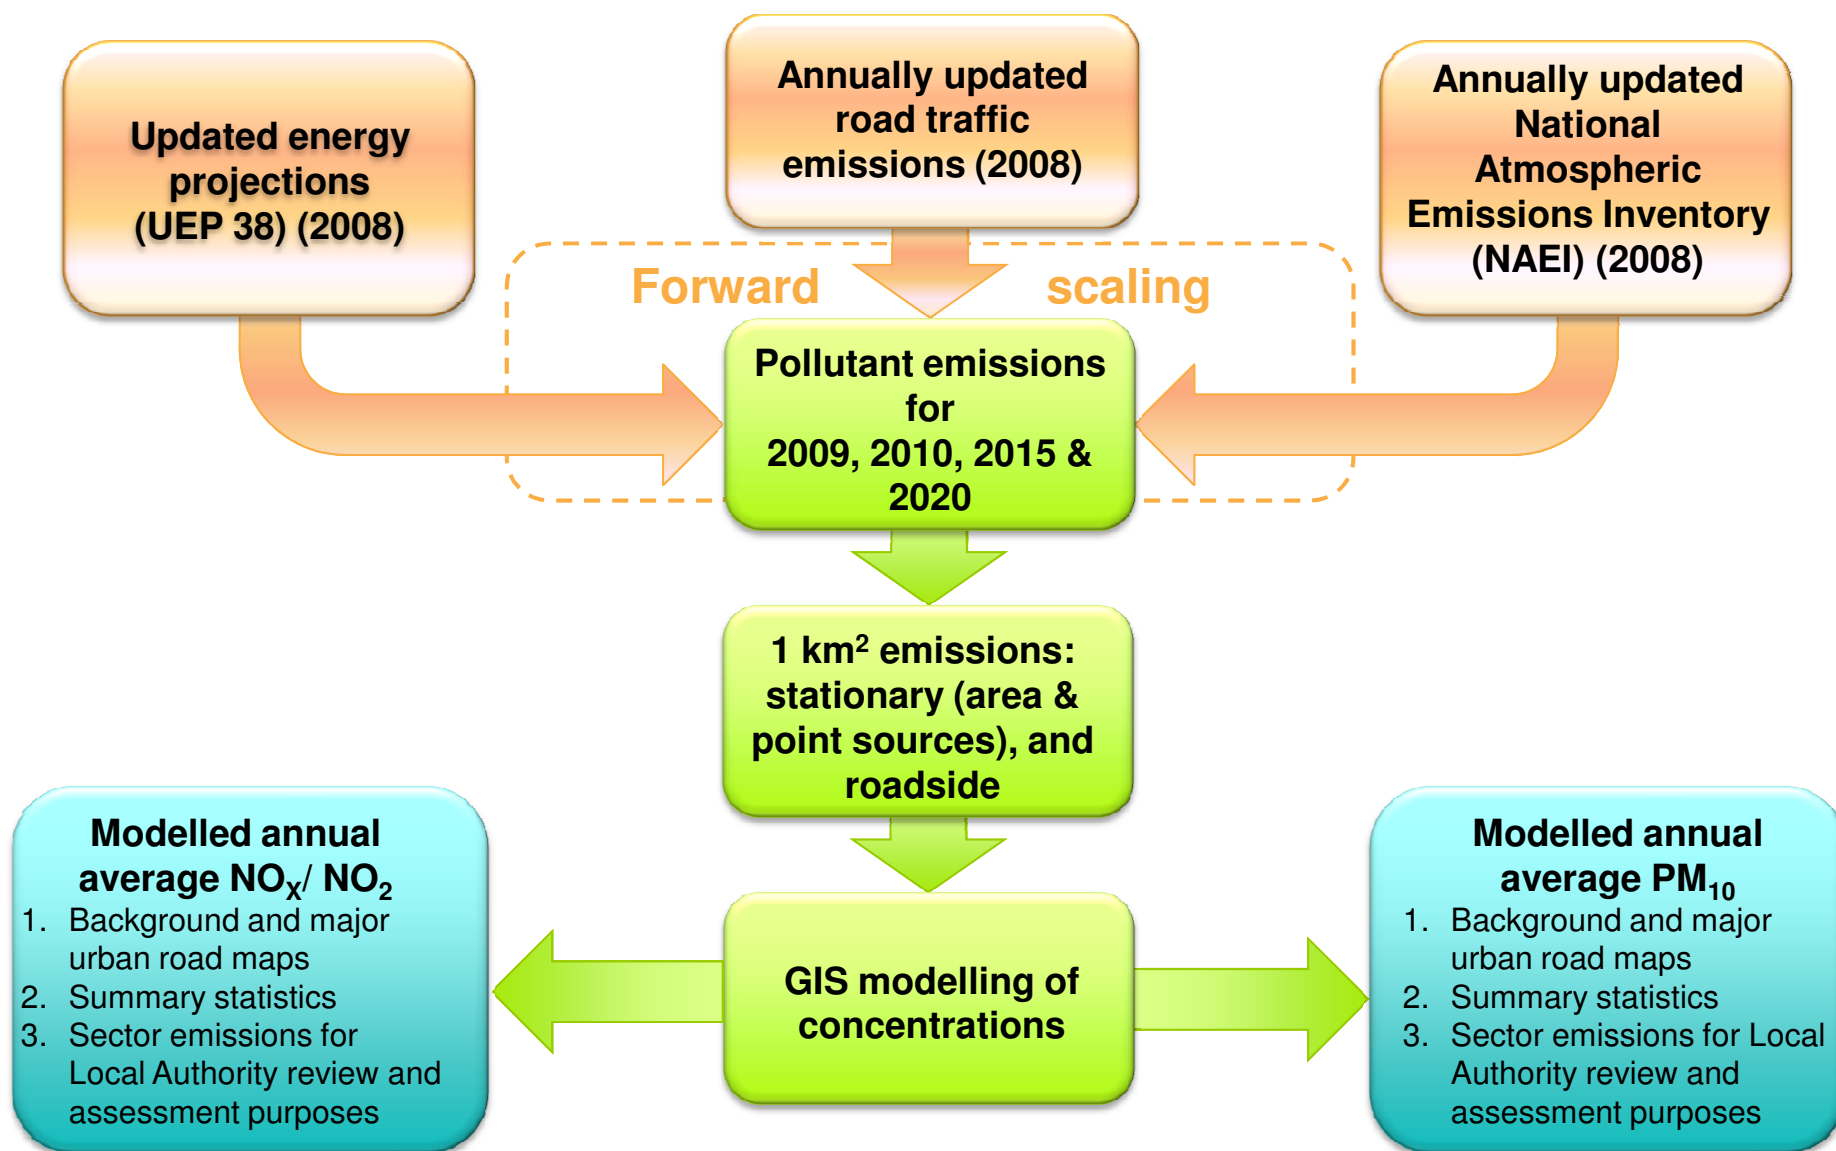 Updated energy
projections
(UEP 38) (2008)
Annually updated
road traffic
emissions (2008)
Annually updated
National
Atmospheric
Emissions Inventory
(NAEI) (2008)
Forward scaling
Pollutant emissions
for
2009, 2010, 2015 &
2020
1 km² emissions:
stationary (area &
point sources), and
roadside
GIS modelling of
concentrations
Modelled annual
average NOₓ/ NO₂
1. Background and major
urban road maps
2. Summary statistics
3. Sector emissions for
Local Authority review and
assessment purposes
Modelled annual
average PM₁₀
1. Background and major
urban road maps
2. Summary statistics
3. Sector emissions for Local
Authority review and
assessment purposes